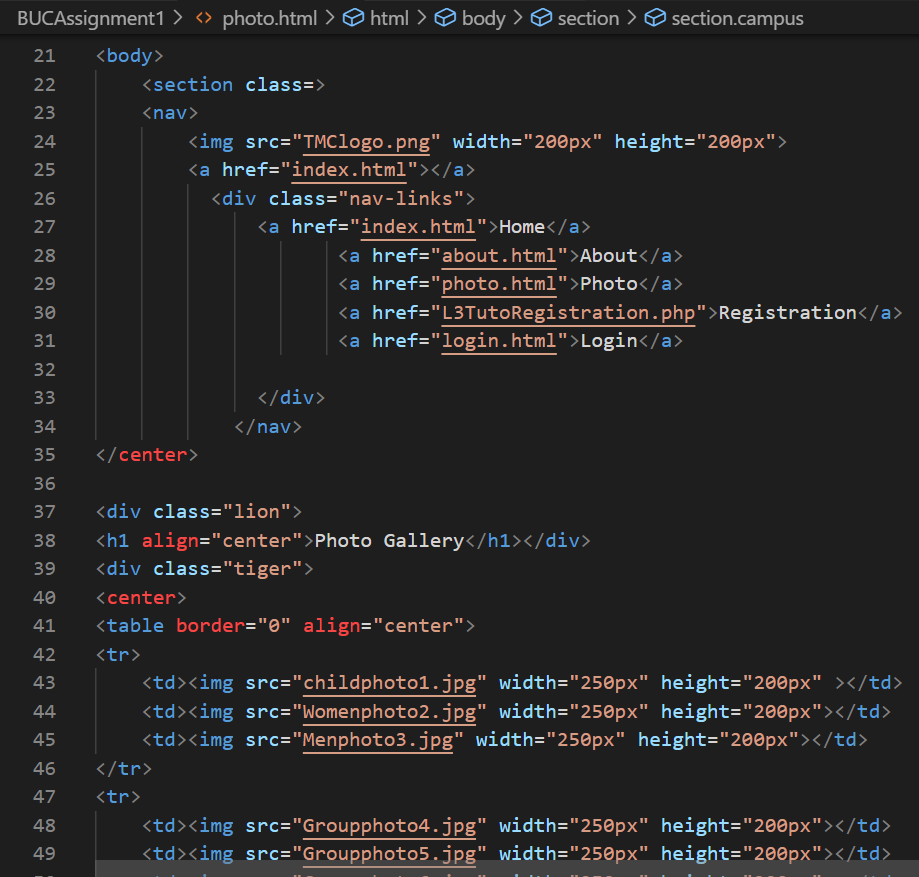 BUCAssignment1 > <> photo.html > html > body > section > section.campus
21 <body>
22 <section class=>
23 <nav>
24 <img src="TMClogo.png" width="200px" height="200px">
25 <a href="index.html"></a>
26 <div class="nav-links">
27 <a href="index.html">Home</a>
28 <a href="about.html">About</a>
29 <a href="photo.html">Photo</a>
30 <a href="L3TutoRegistration.php">Registration</a>
31 <a href="login.html">Login</a>
32
33 </div>
34 </nav>
35 </center>
36
37 <div class="lion">
38 <h1 align="center">Photo Gallery</h1></div>
39 <div class="tiger">
40 <center>
41 <table border="0" align="center">
42 <tr>
43 <td><img src="childphoto1.jpg" width="250px" height="200px" ></td>
44 <td><img src="Womenphoto2.jpg" width="250px" height="200px"></td>
45 <td><img src="Menphoto3.jpg" width="250px" height="200px"></td>
46 </tr>
47 <tr>
48 <td><img src="Groupphoto4.jpg" width="250px" height="200px"></td>
49 <td><img src="Groupphoto5.jpg" width="250px" height="200px"></td>